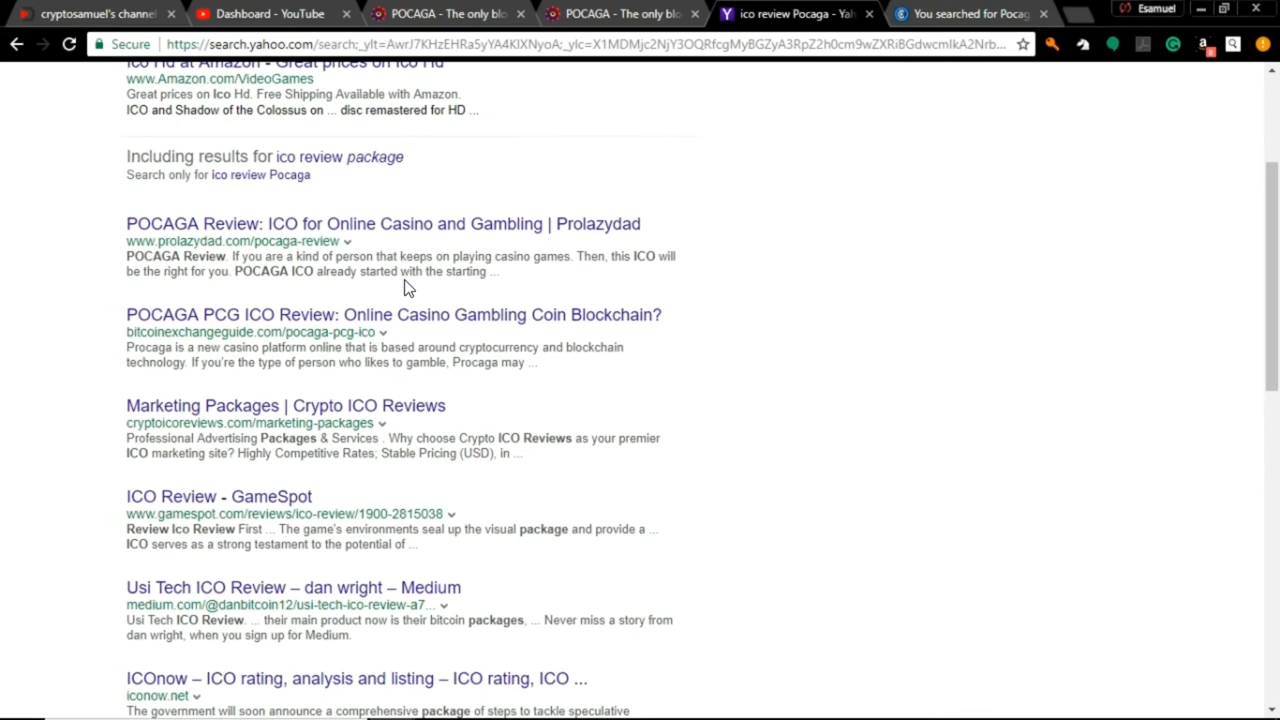 cryptosamuel's channel
Dashboard - YouTube
POCAGA - The only blo
POCAGA - The only blo
ico review Pocaga - Yah
You searched for Pocag
Esamuel
Secure
https://search.yahoo.com/search;_ylt=AwrJ7KHzEHRa5yYA4KlXNyoA;_ylc=X1MDMjc2NjY3OQRfcgMyBGZyA3RpZ2h0cm9wZXRiBGdwcmlkA2Nrb...
Ico Hd at Amazon - Great prices on Ico Hd
www.Amazon.com/VideoGames
Great prices on Ico Hd. Free Shipping Available with Amazon.
ICO and Shadow of the Colossus on ... disc remastered for HD ...
Including results for ico review package
Search only for ico review Pocaga
POCAGA Review: ICO for Online Casino and Gambling | Prolazydad
www.prolazydad.com/pocaga-review
POCAGA Review. If you are a kind of person that keeps on playing casino games. Then, this ICO will
be the right for you. POCAGA ICO already started with the starting ...
POCAGA PCG ICO Review: Online Casino Gambling Coin Blockchain?
bitcoinexchangeguide.com/pocaga-pcg-ico
Procaga is a new casino platform online that is based around cryptocurrency and blockchain
technology. If you're the type of person who likes to gamble, Procaga may ...
Marketing Packages | Crypto ICO Reviews
cryptoicoreviews.com/marketing-packages
Professional Advertising Packages & Services . Why choose Crypto ICO Reviews as your premier
ICO marketing site? Highly Competitive Rates; Stable Pricing (USD), in ...
ICO Review - GameSpot
www.gamespot.com/reviews/ico-review/1900-2815038
Review Ico Review First ... The game's environments seal up the visual package and provide a ...
ICO serves as a strong testament to the potential of ...
Usi Tech ICO Review – dan wright – Medium
medium.com/@danbitcoin12/usi-tech-ico-review-a7...
Usi Tech ICO Review. ... their main product now is their bitcoin packages, ... Never miss a story from
dan wright, when you sign up for Medium.
ICOnow – ICO rating, analysis and listing – ICO rating, ICO ...
iconow.net
The government will soon announce a comprehensive package of steps to tackle speculative